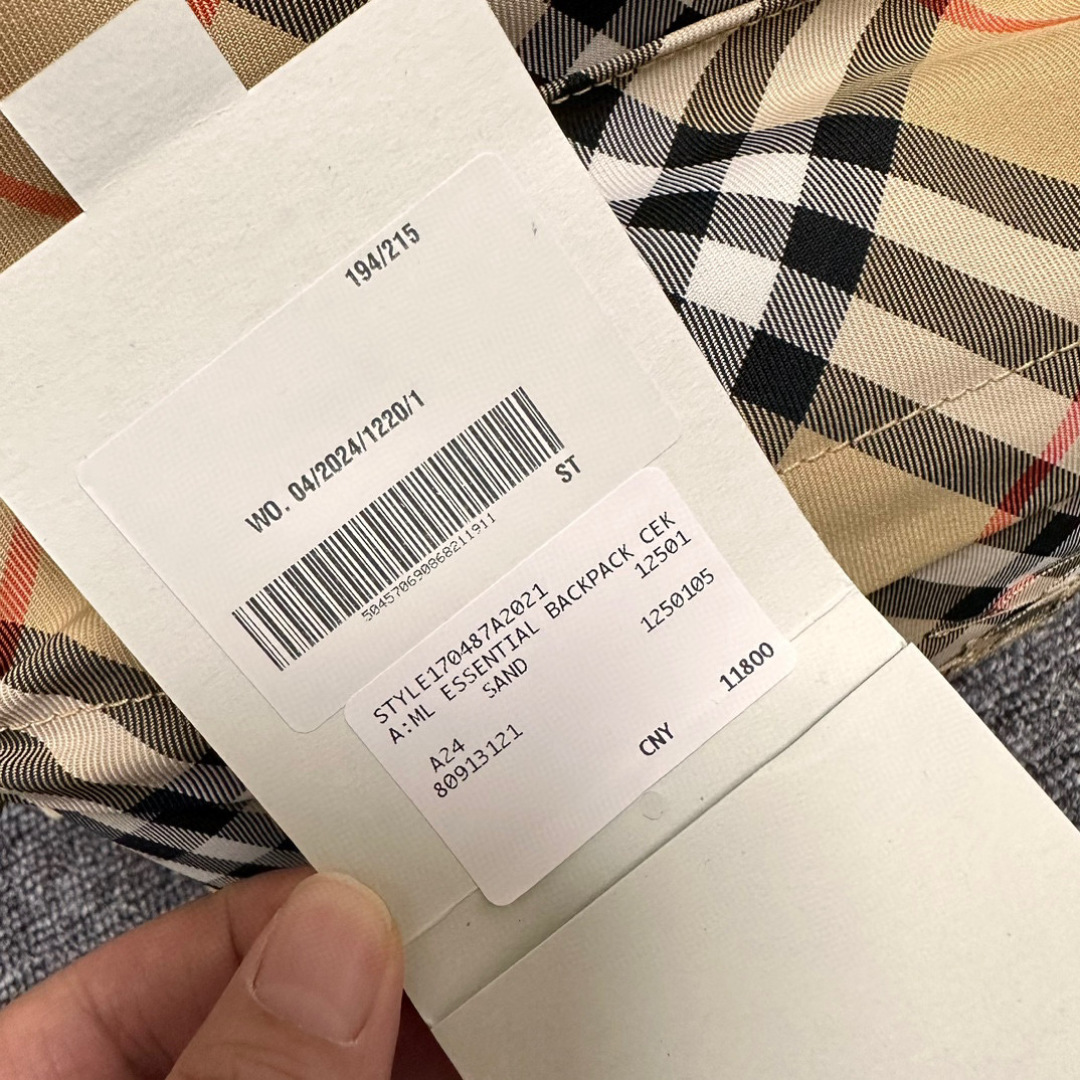 194/215
WO. 04/2024/1220/1
504570690868211911
ST
STYLE170487A2021
A:ML ESSENTIAL BACKPACK CEK
SAND 12501
A24 1250105
80913121
CNY 11800